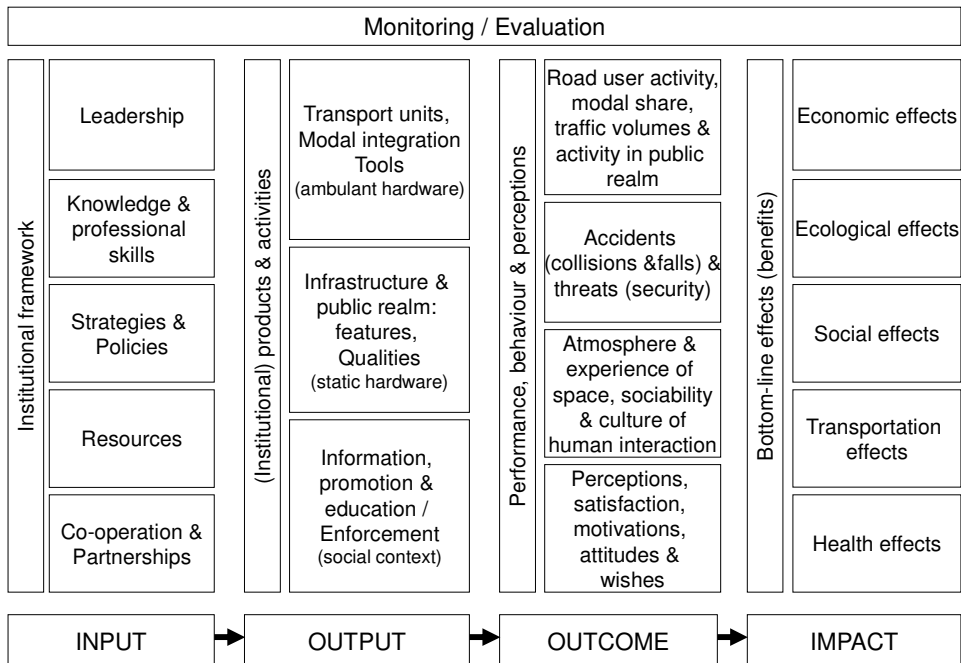 Monitoring / Evaluation
Institutional framework
Leadership
Knowledge &
professional
skills
Strategies &
Policies
Resources
Co-operation &
Partnerships
(Institutional) products & activities
Transport units,
Modal integration
Tools
(ambulant hardware)
Infrastructure &
public realm:
features,
Qualities
(static hardware)
Information,
promotion &
education /
Enforcement
(social context)
Performance, behaviour & perceptions
Road user activity,
modal share,
traffic volumes &
activity in public
realm
Accidents
(collisions &falls) &
threats (security)
Atmosphere &
experience of
space, sociability
& culture of
human interaction
Perceptions,
satisfaction,
motivations,
attitudes &
wishes
Bottom-line effects (benefits)
Economic effects
Ecological effects
Social effects
Transportation
effects
Health effects
INPUT
OUTPUT
OUTCOME
IMPACT